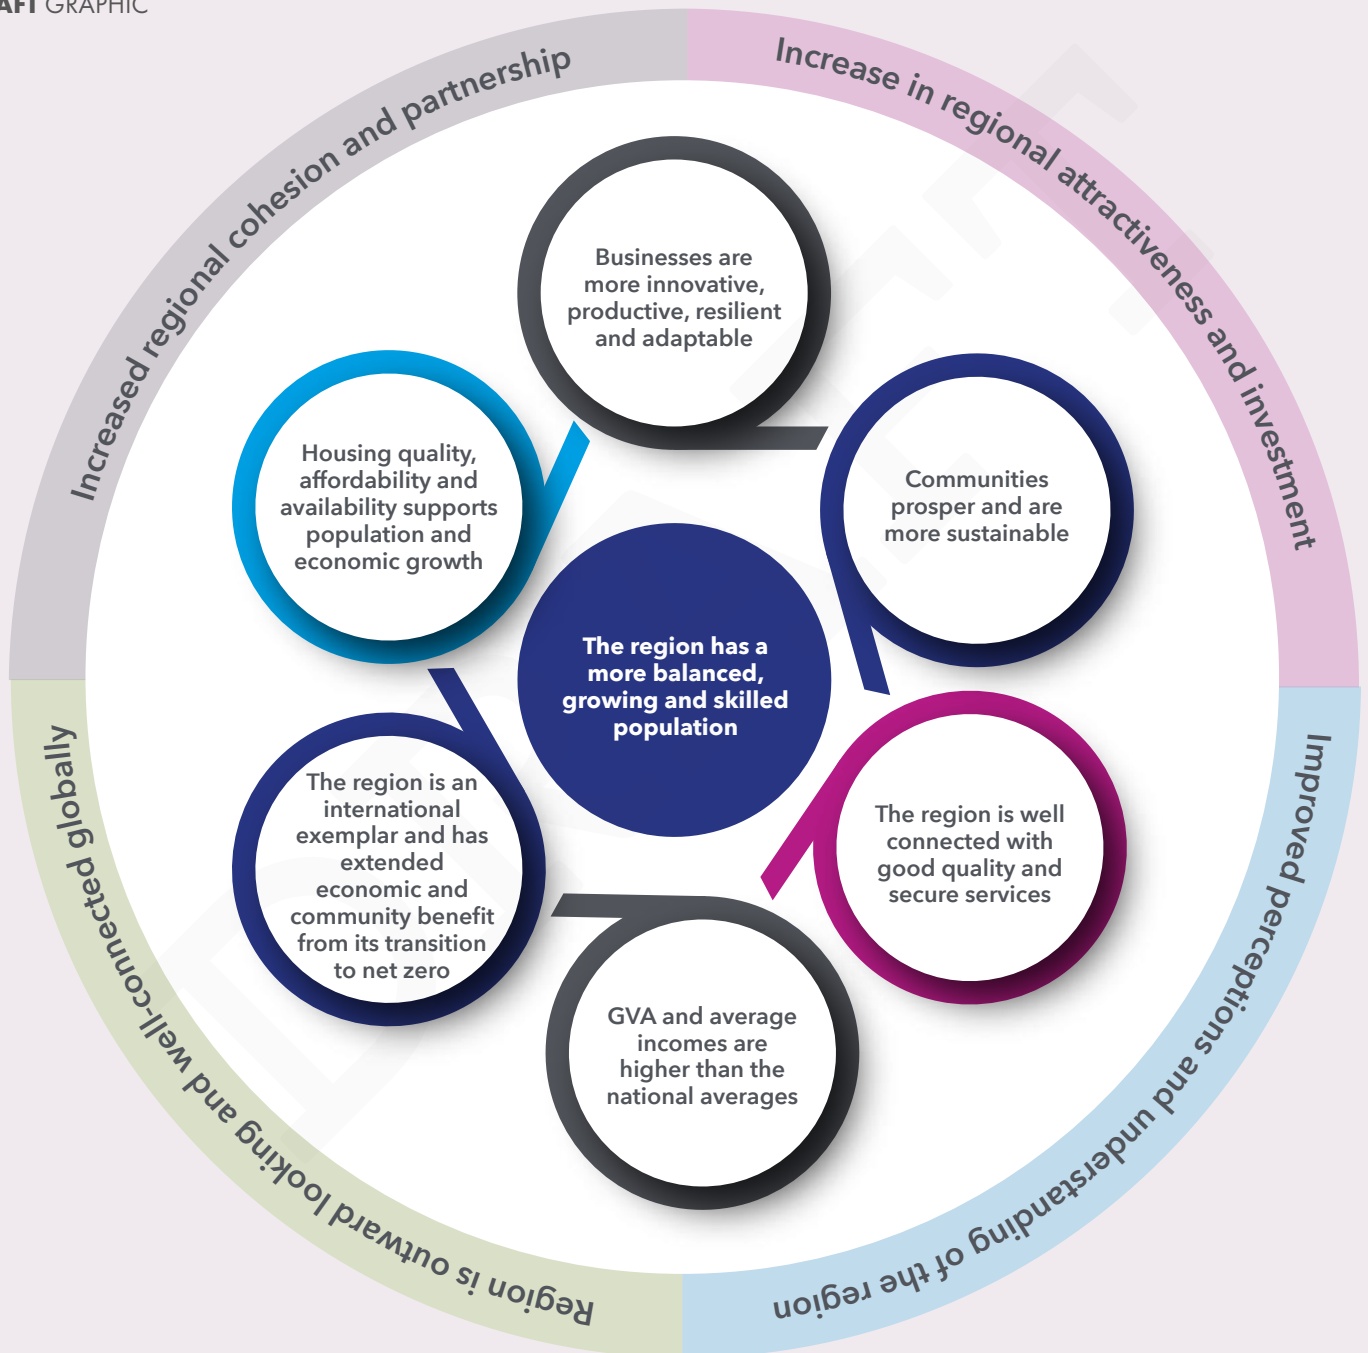 GRAPHIC
Increased regional cohesion and partnership
Increase in regional attractiveness and investment
Improved perceptions and understanding of the region
Region is outward looking and well-connected globally
Businesses are
more innovative,
productive, resilient
and adaptable
Communities
prosper and are
more sustainable
The region is well
connected with
good quality and
secure services
GVA and average
incomes are
higher than the
national averages
The region is an
international
exemplar and has
extended
economic and
community benefit
from its transition
to net zero
Housing quality,
affordability and
availability supports
population and
economic growth
The region has a
more balanced,
growing and skilled
population
DRAFT